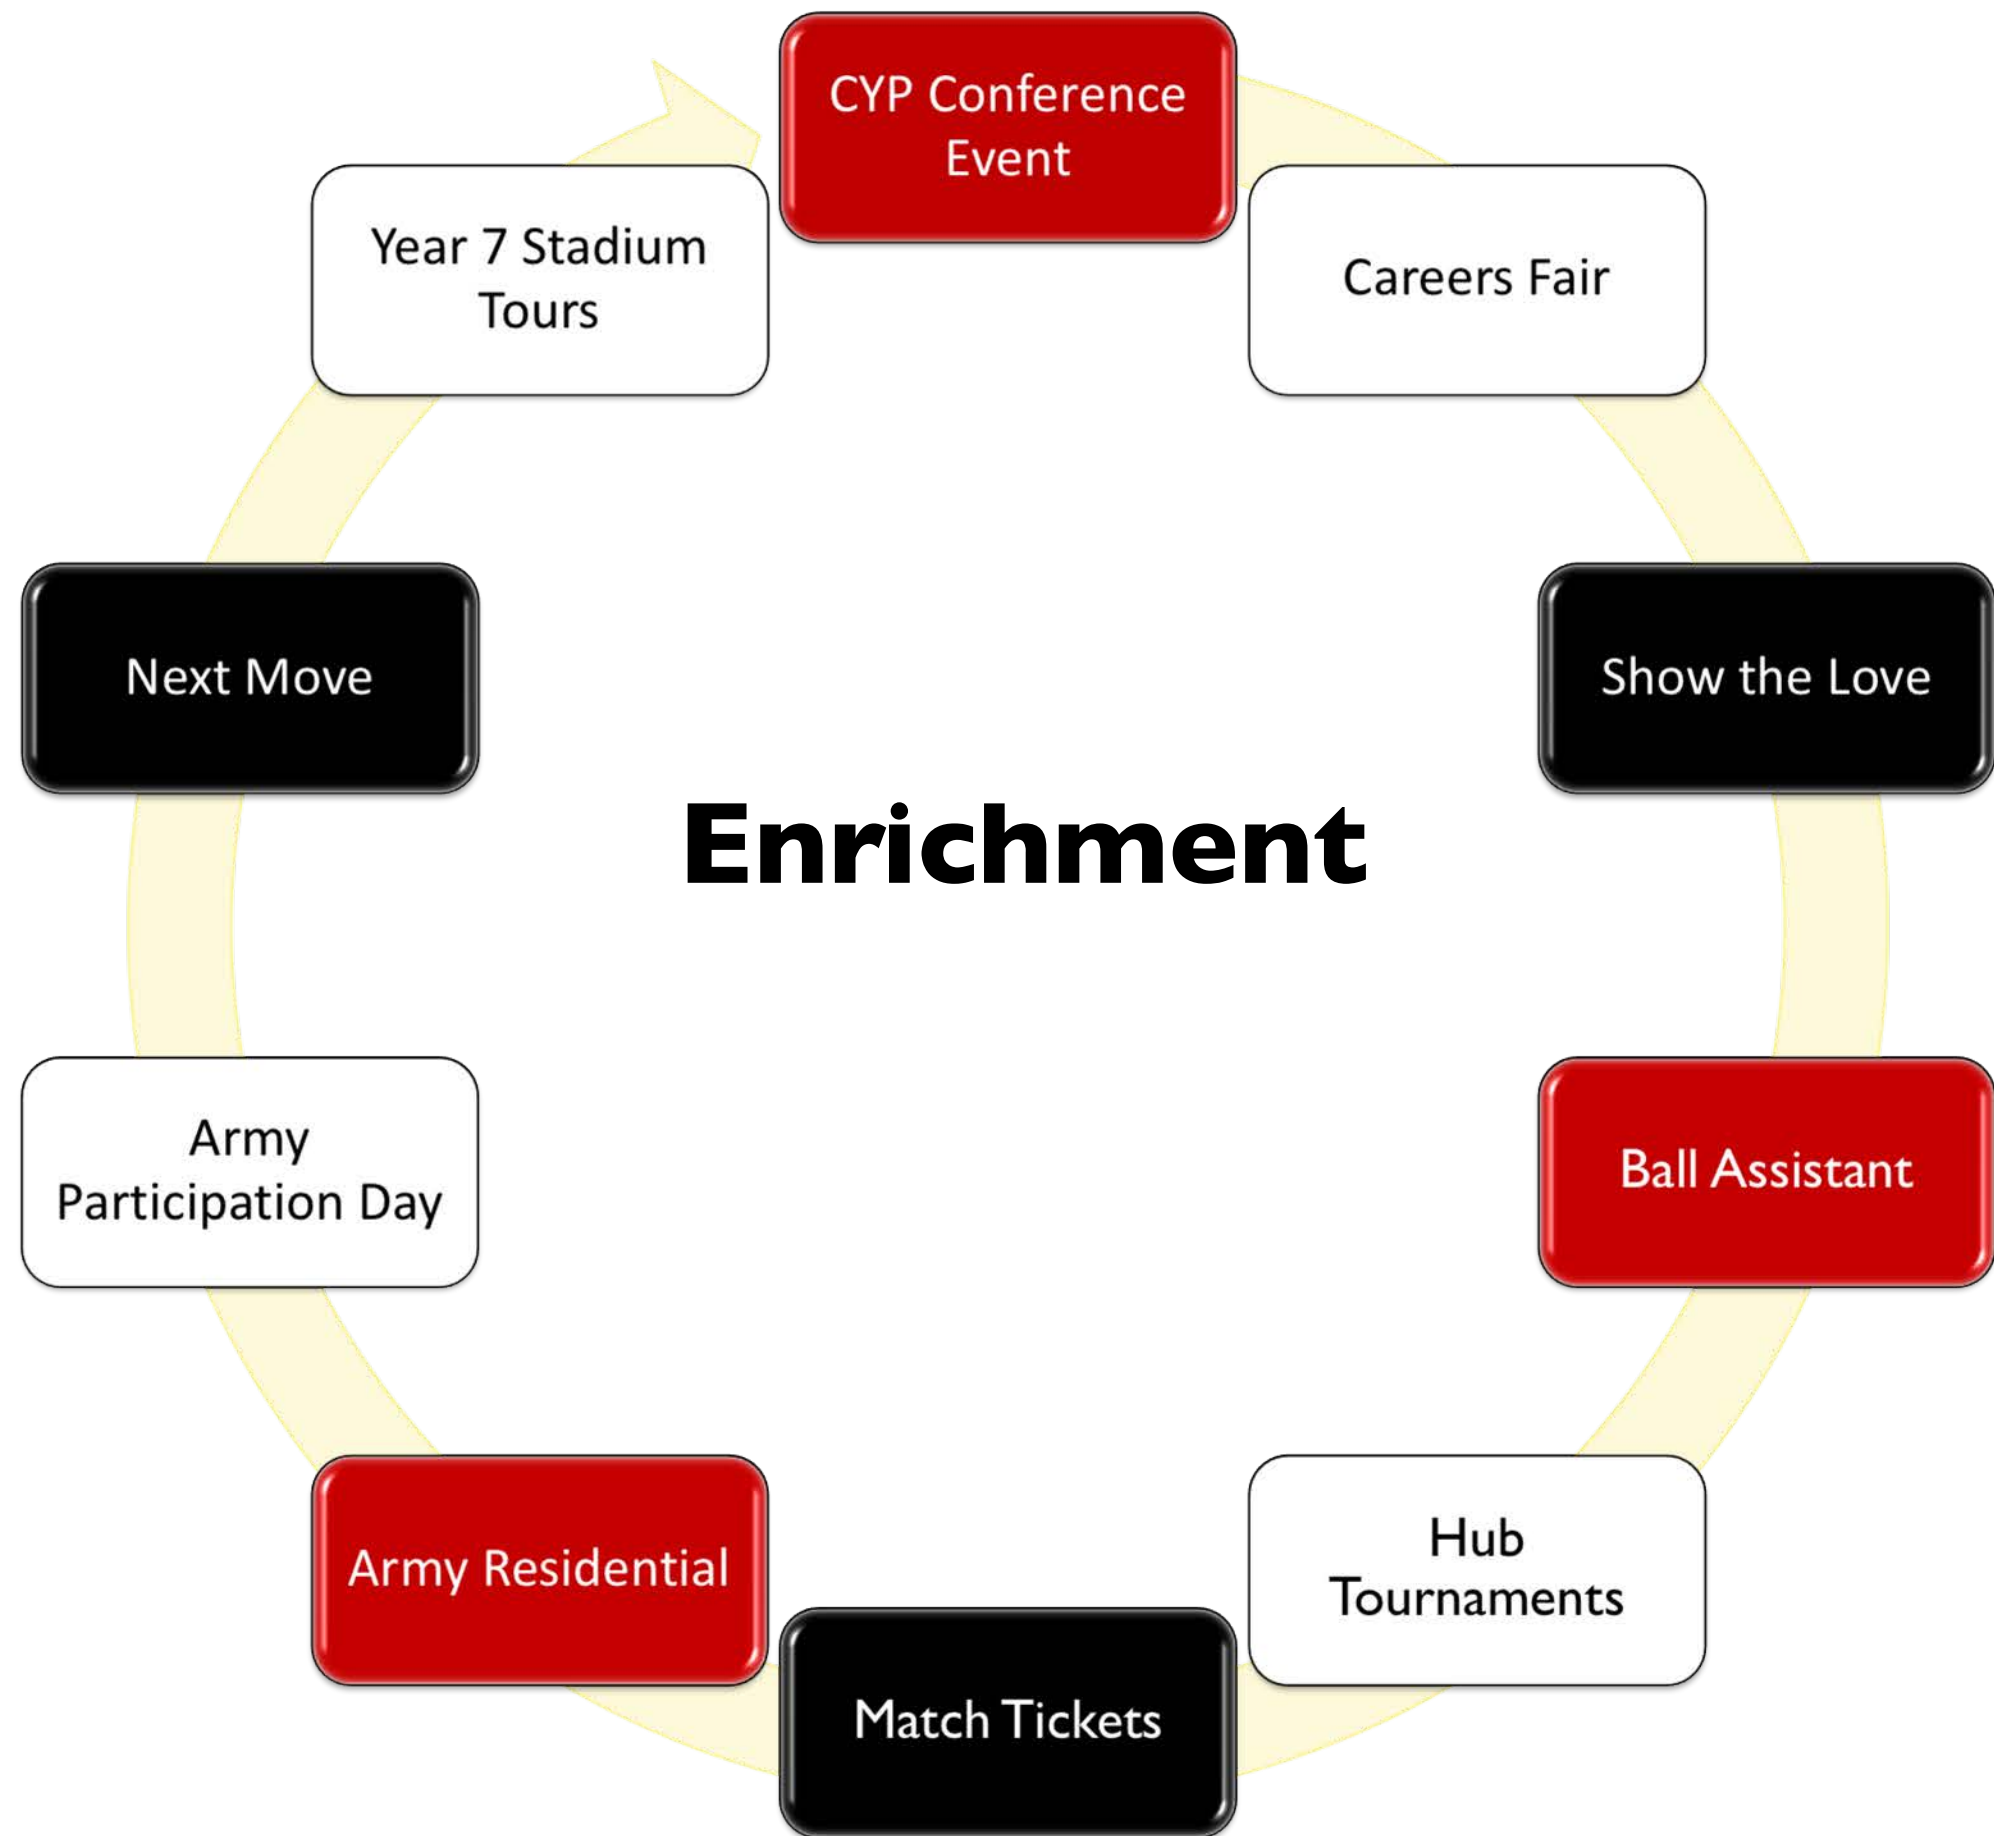 CYP Conference
Event
Careers Fair
Show the Love
Ball Assistant
Hub
Tournaments
Match Tickets
Army Residential
Army
Participation Day
Next Move
Year 7 Stadium
Tours
Enrichment